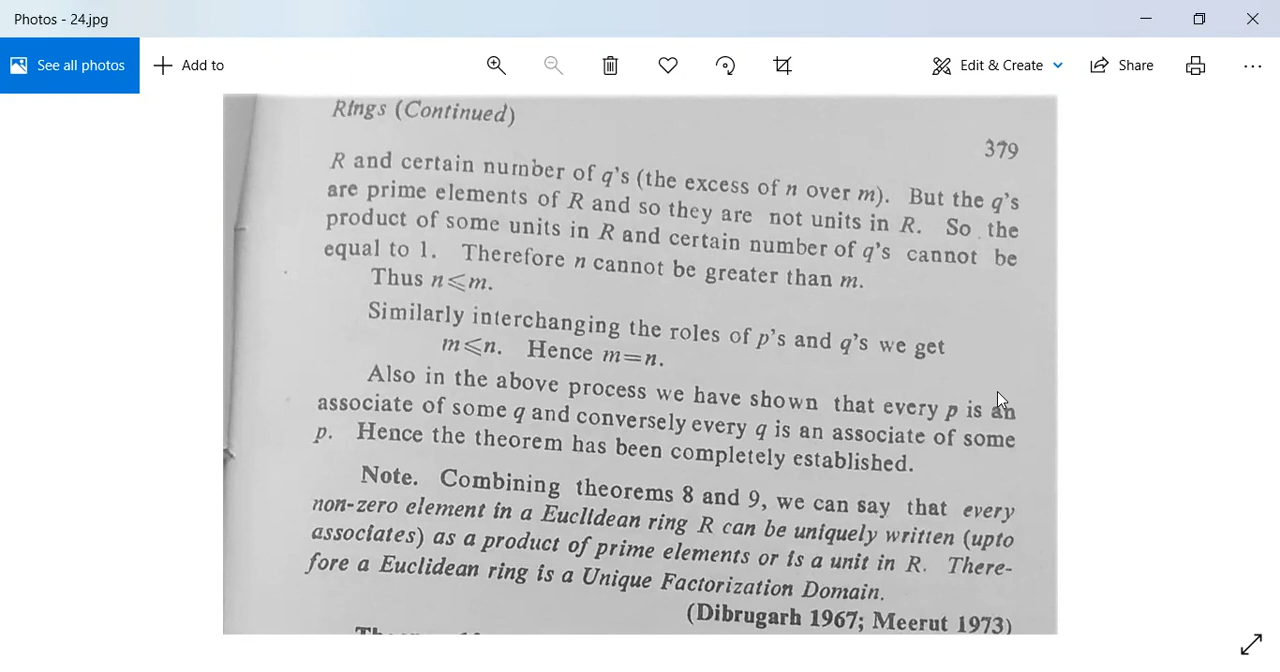 Photos - 24.jpg
See all photos
Add to
Edit & Create
Share
Rings (Continued)
379
R and certain number of q's (the excess of n over m). But the q's
are prime elements of R and so they are not units in R. So the
product of some units in R and certain number of q's cannot be
equal to 1. Therefore n cannot be greater than m.
Thus n⩽m.
Similarly interchanging the roles of p's and q's we get
m⩽n. Hence m=n.
Also in the above process we have shown that every p is an
associate of some q and conversely every q is an associate of some
p. Hence the theorem has been completely established.
Note. Combining theorems 8 and 9, we can say that every
non-zero element in a Euclidean ring R can be uniquely written (upto
associates) as a product of prime elements or is a unit in R. There-
fore a Euclidean ring is a Unique Factorization Domain.
(Dibrugarh 1967; Meerut 1973)